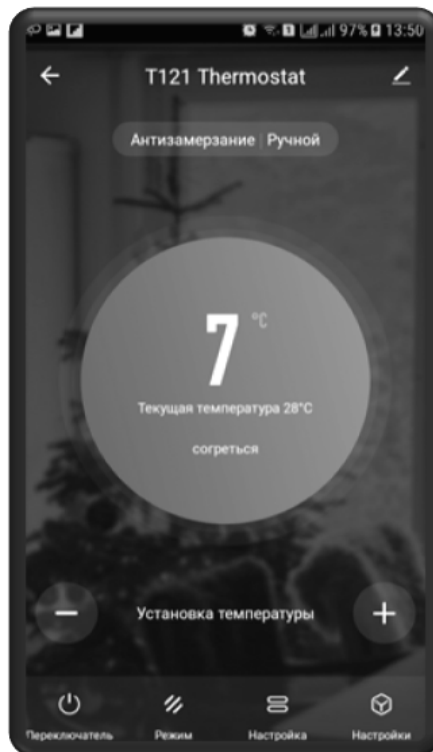 97% 13:50
T121 Thermostat
Антизамерзание | Ручной
7 °C
Текущая температура 28°C
согреться
Установка температуры
Переключатель Режим Настройка Настройки